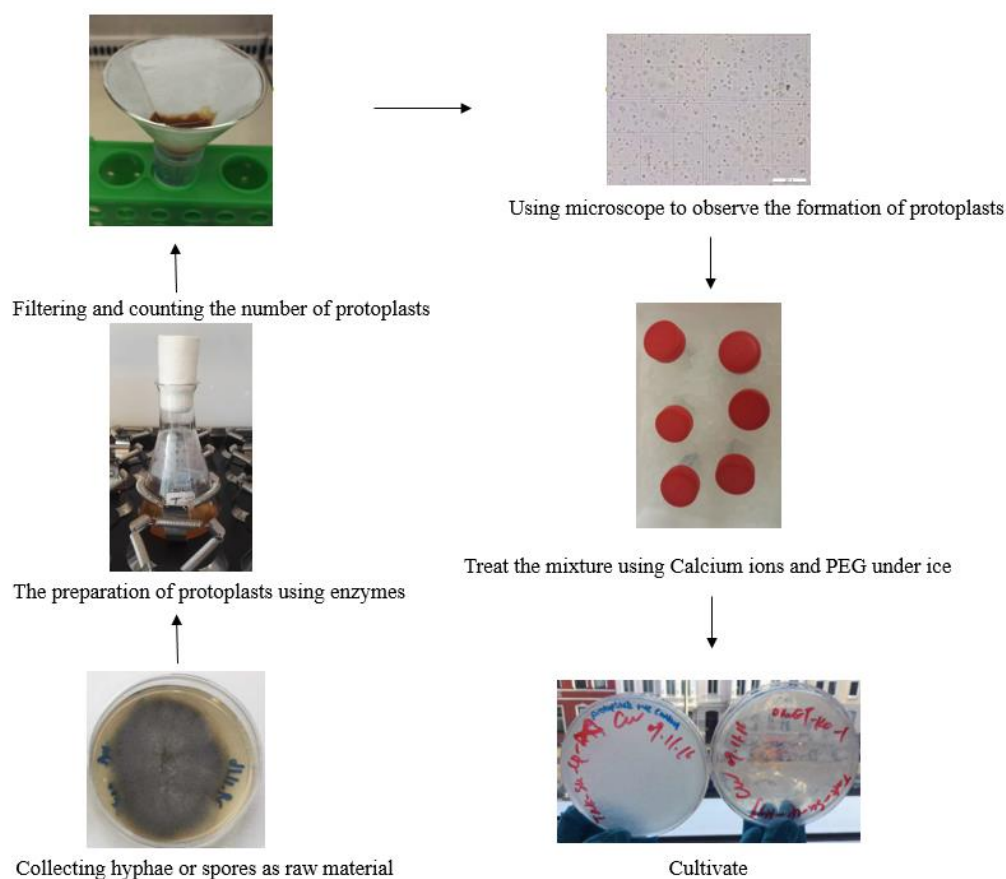 Using microscope to observe the formation of protoplasts
Filtering and counting the number of protoplasts
Treat the mixture using Calcium ions and PEG under ice
The preparation of protoplasts using enzymes
Collecting hyphae or spores as raw material
Cultivate